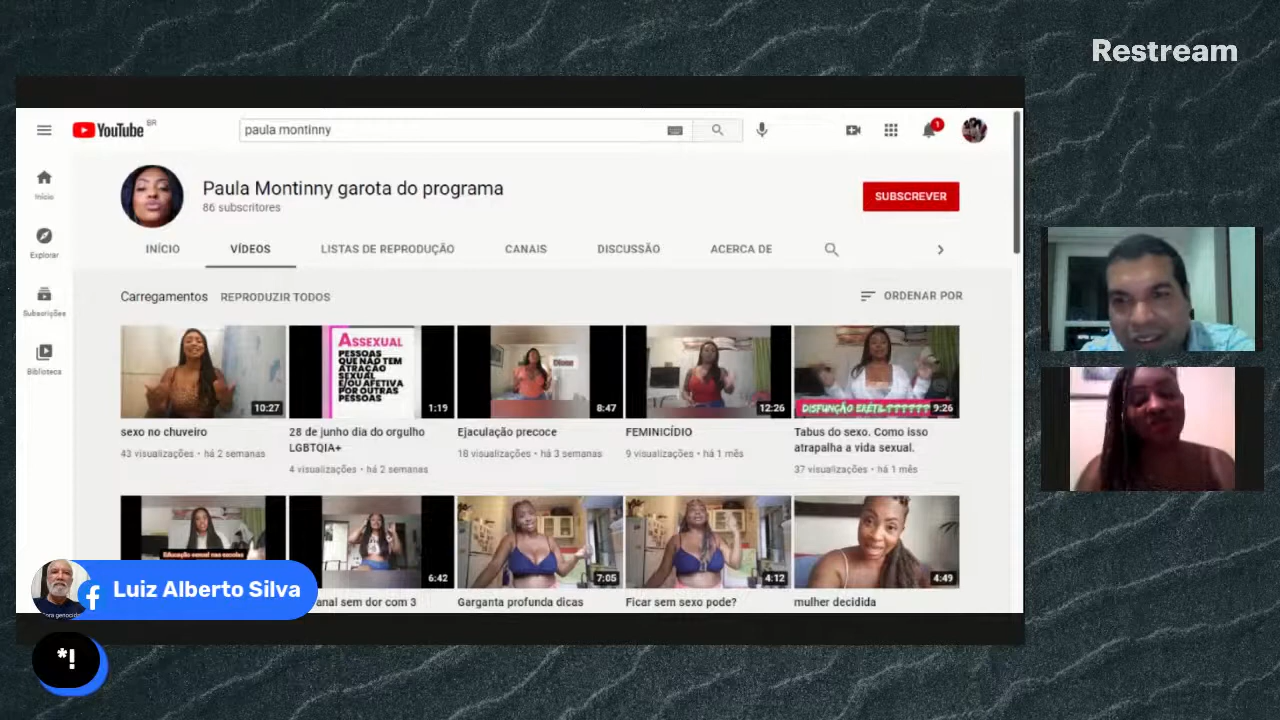 Restream
YouTube BR
paula montinny
1
Início
Explorar
Subscrições
Biblioteca
Paula Montinny garota do programa
86 subscritores
SUBSCREVER
INÍCIO VÍDEOS LISTAS DE REPRODUÇÃO CANAIS DISCUSSÃO ACERCA DE
Carregamentos REPRODUZIR TODOS
ORDENAR POR
10:27
sexo no chuveiro
43 visualizações • há 2 semanas
ASSEXUAL
PESSOAS
QUE NÃO TEM
ATRAÇÃO
SEXUAL
E/OU AFETIVA
POR OUTRAS
PESSOAS
1:19
28 de junho dia do orgulho
LGBTQIA+
4 visualizações • há 2 semanas
8:47
Ejaculação precoce
18 visualizações • há 3 semanas
12:26
FEMINICÍDIO
9 visualizações • há 1 mês
DISFUNÇÃO ERÉTIL?????? 9:26
Tabus do sexo. Como isso
atrapalha a vida sexual.
37 visualizações • há 1 mês
Educação sexual nas escolas
6:42
anal sem dor com 3
7:05
Garganta profunda dicas
4:12
Ficar sem sexo pode?
4:49
mulher decidida
Luiz Alberto Silva
*!